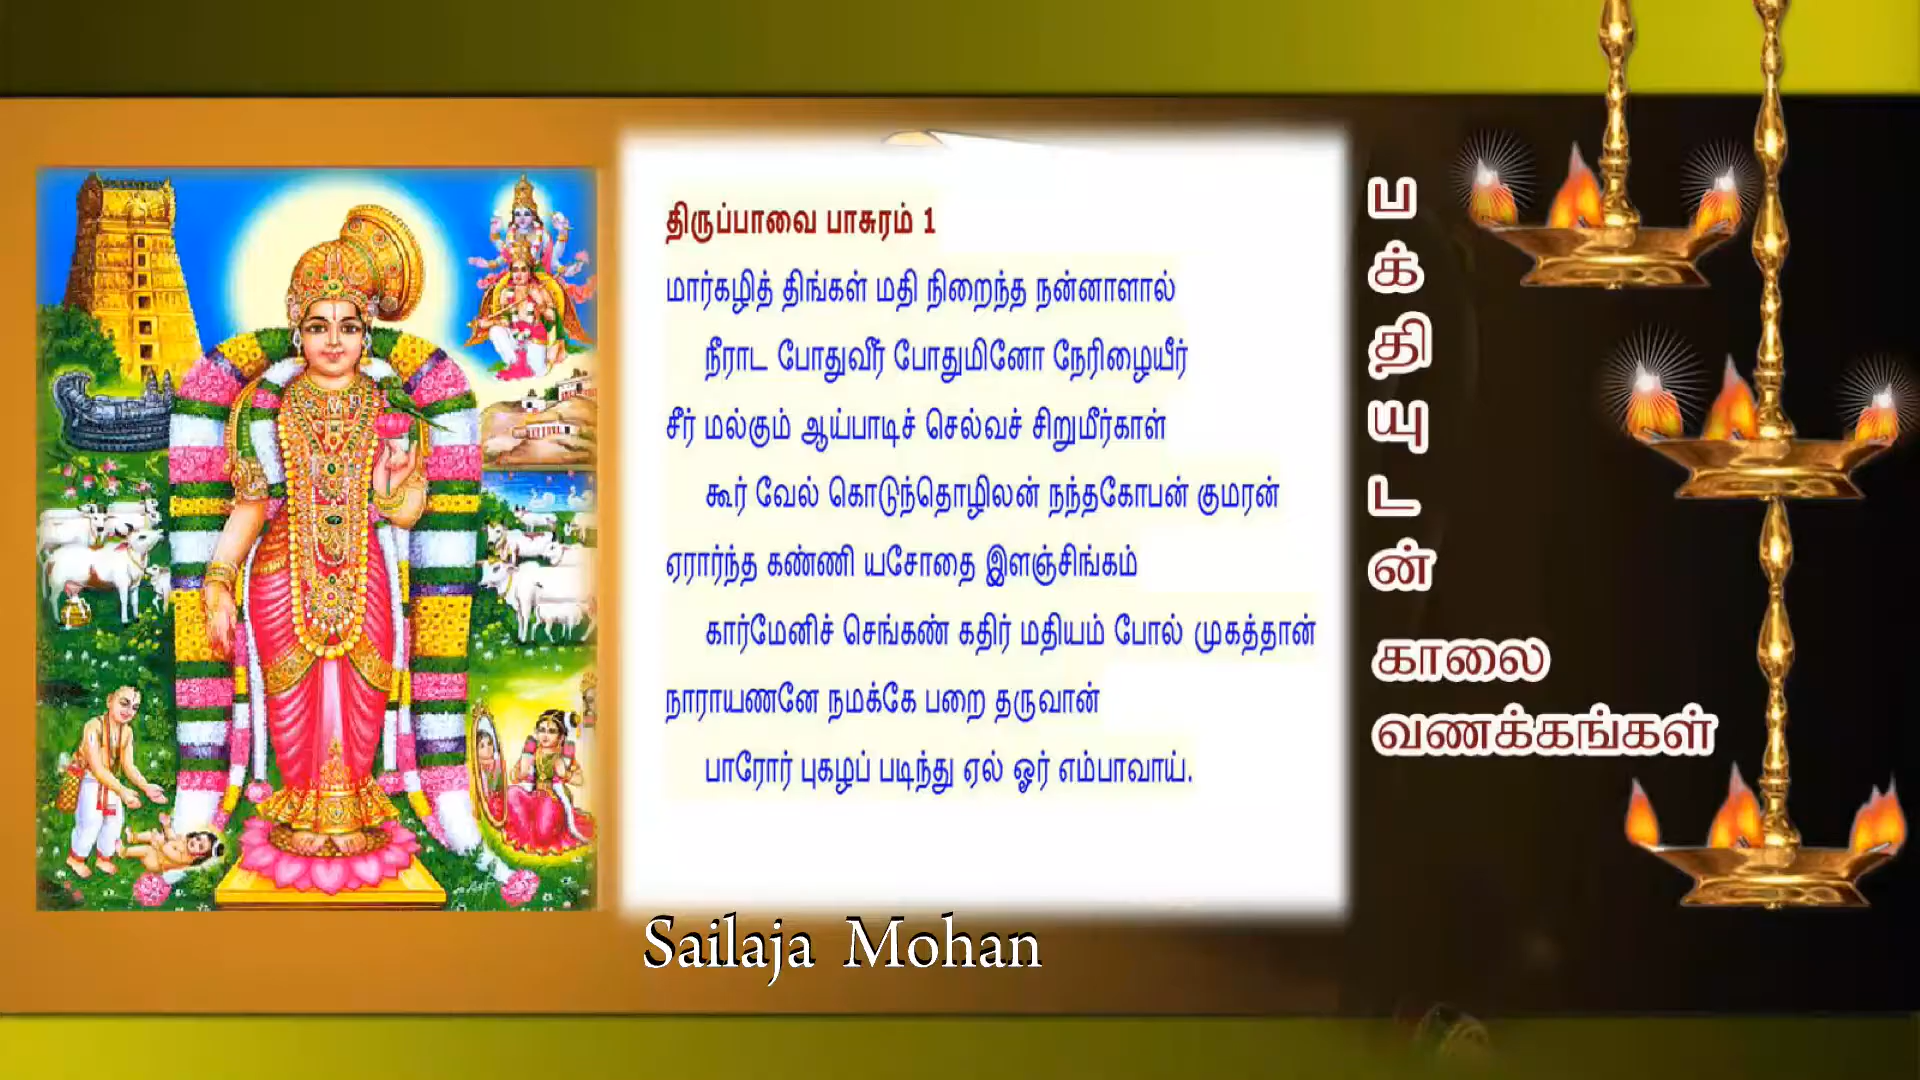 திருப்பாவை பாசுரம் 1
மார்கழித் திங்கள் மதி நிறைந்த நன்னாளால்
நீராட போதுவீர் போதுமினோ நேரிழையீர்
சீர் மல்கும் ஆய்பாடிச் செல்வச் சிறுமீர்காள்
கூர் வேல் கொடுந்தொழிலன் நந்தகோபன் குமரன்
ஏரார்ந்த கண்ணி யசோதை இளஞ்சிங்கம்
கார்மேனிச் செங்கண் கதிர் மதியம் போல் முகத்தான்
நாராயணனே நமக்கே பறை தருவான்
பாரோர் புகழப் படிந்து ஏல் ஓர் எம்பாவாய்.
பக்தியுடன்
காலை
வணக்கங்கள்
Sailaja Mohan